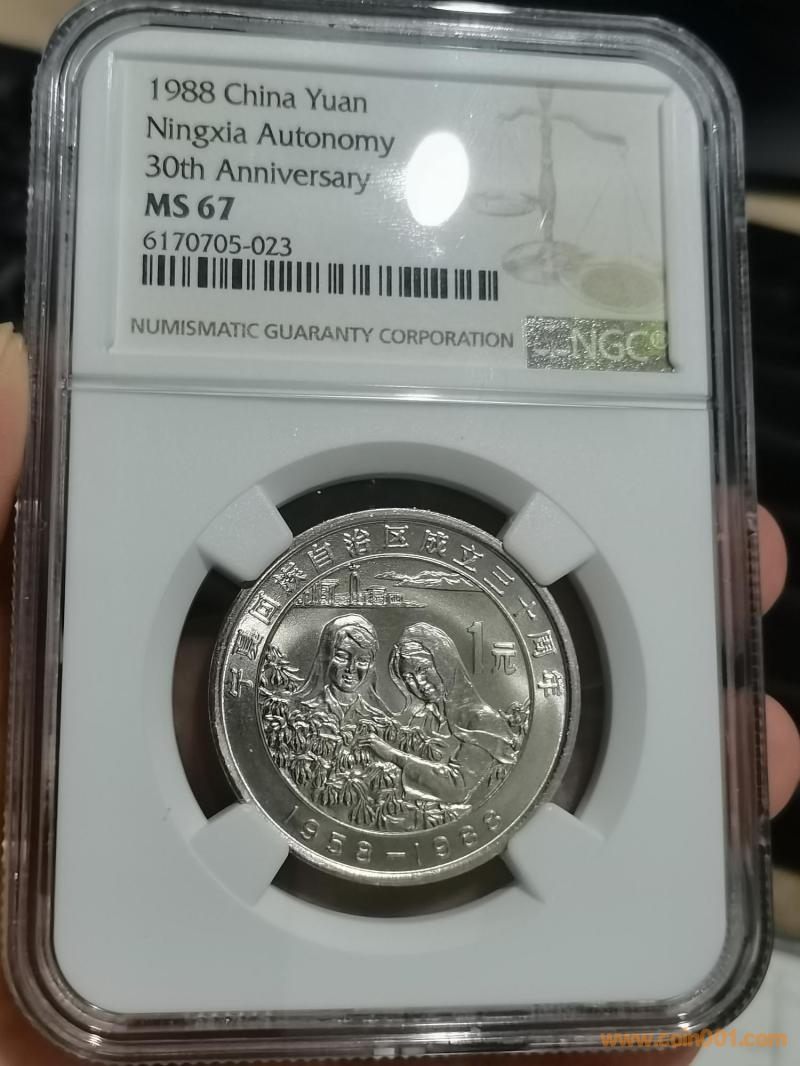 1988 China Yuan
Ningxia Autonomy
30th Anniversary
MS 67
6170705-023
NUMISMATIC GUARANTY CORPORATION
NGC®
宁夏回族自治区成立三十周年
1元
1958-1988
www.coin001.com